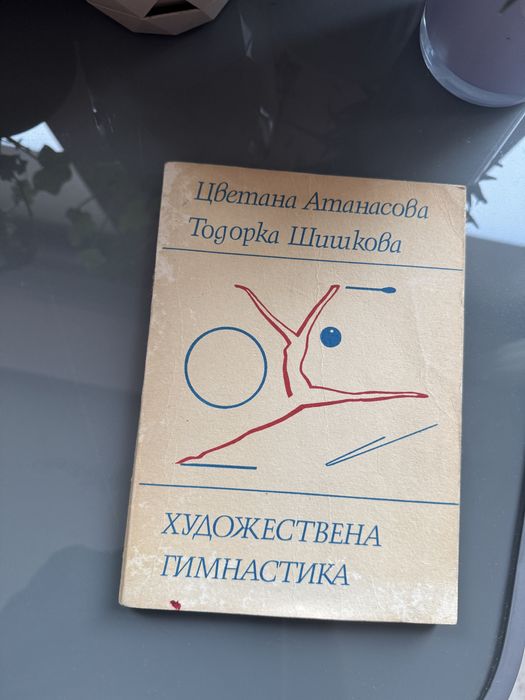 Цветана Атанасова
Тодорка Шишкова
ХУДОЖЕСТВЕНА
ГИМНАСТИКА